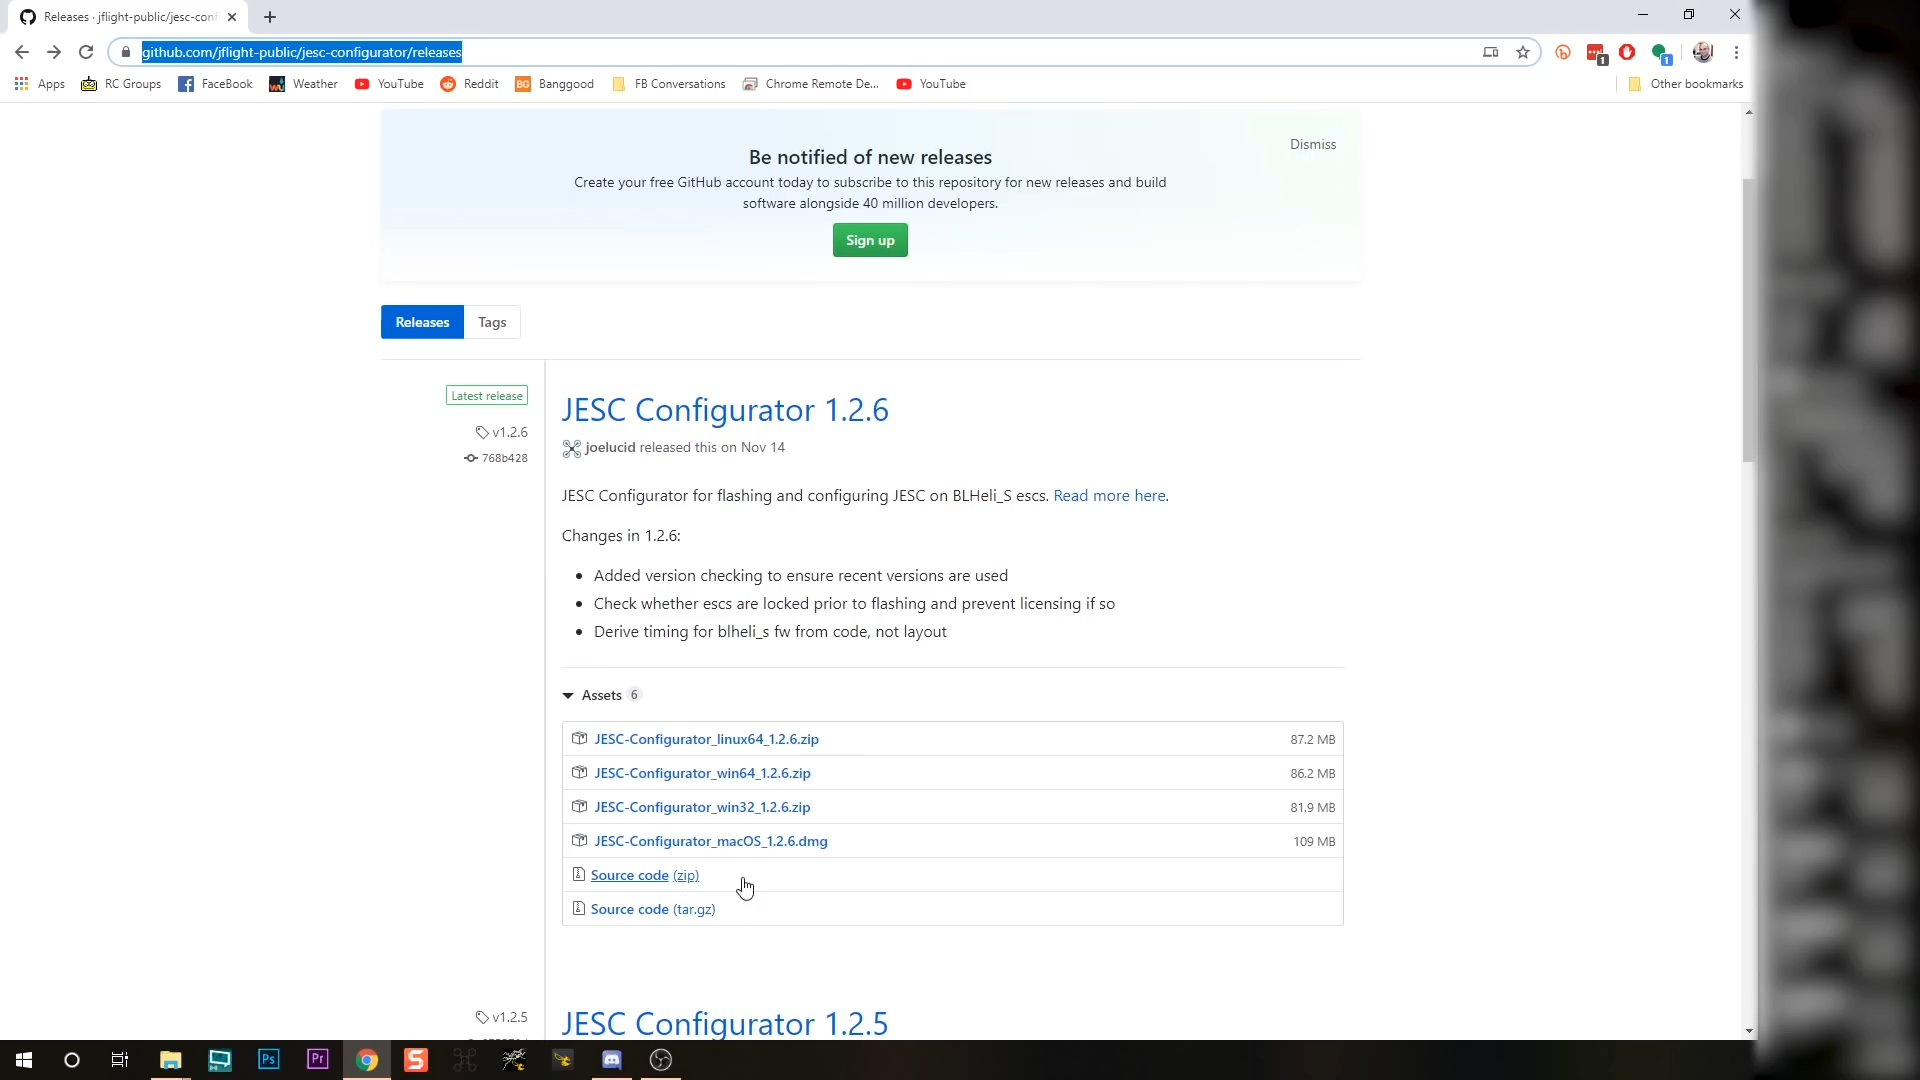 Releases · jflight-public/jesc-conf
github.com/jflight-public/jesc-configurator/releases
1
1
Apps
RC Groups
FaceBook
Weather
YouTube
Reddit
BG
Banggood
FB Conversations
Chrome Remote De...
YouTube
Other bookmarks
Be notified of new releases
Dismiss
Create your free GitHub account today to subscribe to this repository for new releases and build
software alongside 40 million developers.
Sign up
Releases
Tags
Latest release
JESC Configurator 1.2.6
v1.2.6
joelucid released this on Nov 14
768b428
JESC Configurator for flashing and configuring JESC on BLHeli_S escs. Read more here.
Changes in 1.2.6:
Added version checking to ensure recent versions are used
Check whether escs are locked prior to flashing and prevent licensing if so
Derive timing for blheli_s fw from code, not layout
Assets 6
JESC-Configurator_linux64_1.2.6.zip 87.2 MB
JESC-Configurator_win64_1.2.6.zip 86.2 MB
JESC-Configurator_win32_1.2.6.zip 81.9 MB
JESC-Configurator_macOS_1.2.6.dmg 109 MB
Source code (zip)
Source code (tar.gz)
v1.2.5
JESC Configurator 1.2.5
Ps
Pr
S